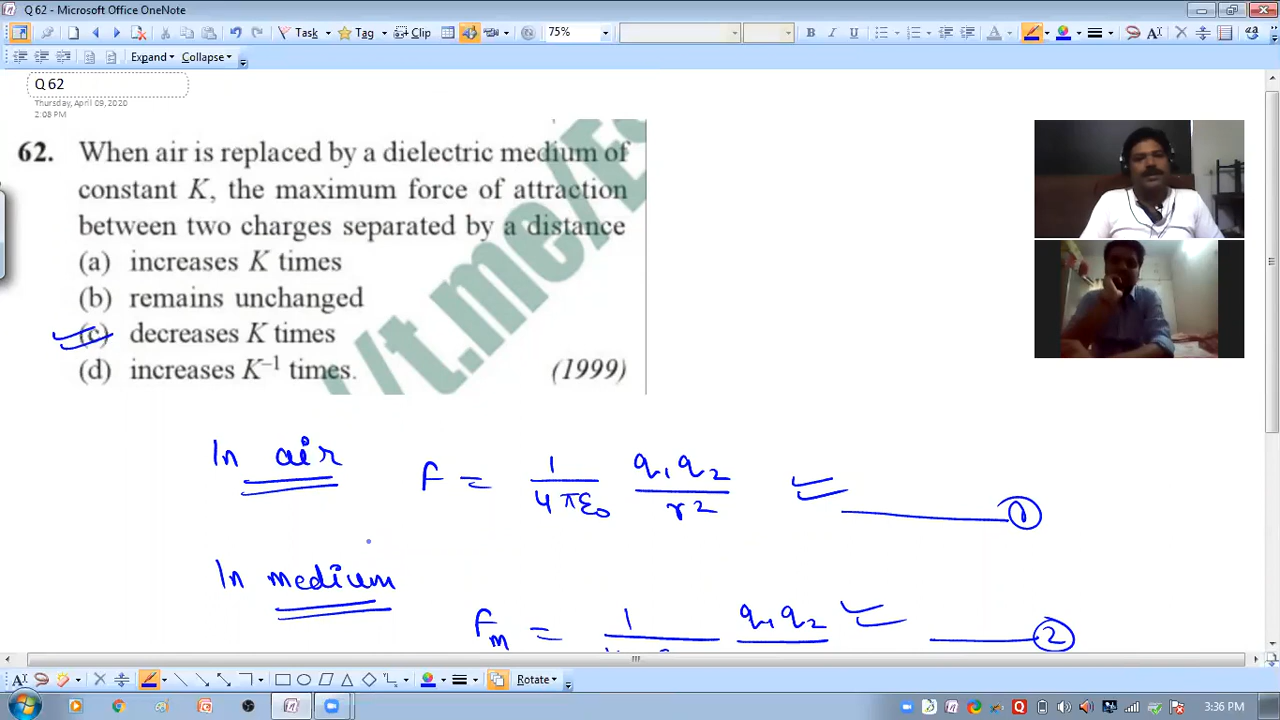 Q 62 - Microsoft Office OneNote
Task Tag Clip 75% B I U
Expand Collapse
Q 62
Thursday, April 09, 2020
2:08 PM
62. When air is replaced by a dielectric medium of
constant K, the maximum force of attraction
between two charges separated by a distance
(a) increases K times
(b) remains unchanged
(c) decreases K times
(d) increases K⁻¹ times. (1999)
//t.me/Es
In air F = 1/4πε₀ q₁q₂/r² ①
In medium
Fm = 1 q₁q₂ ②
Rotate
3:36 PM